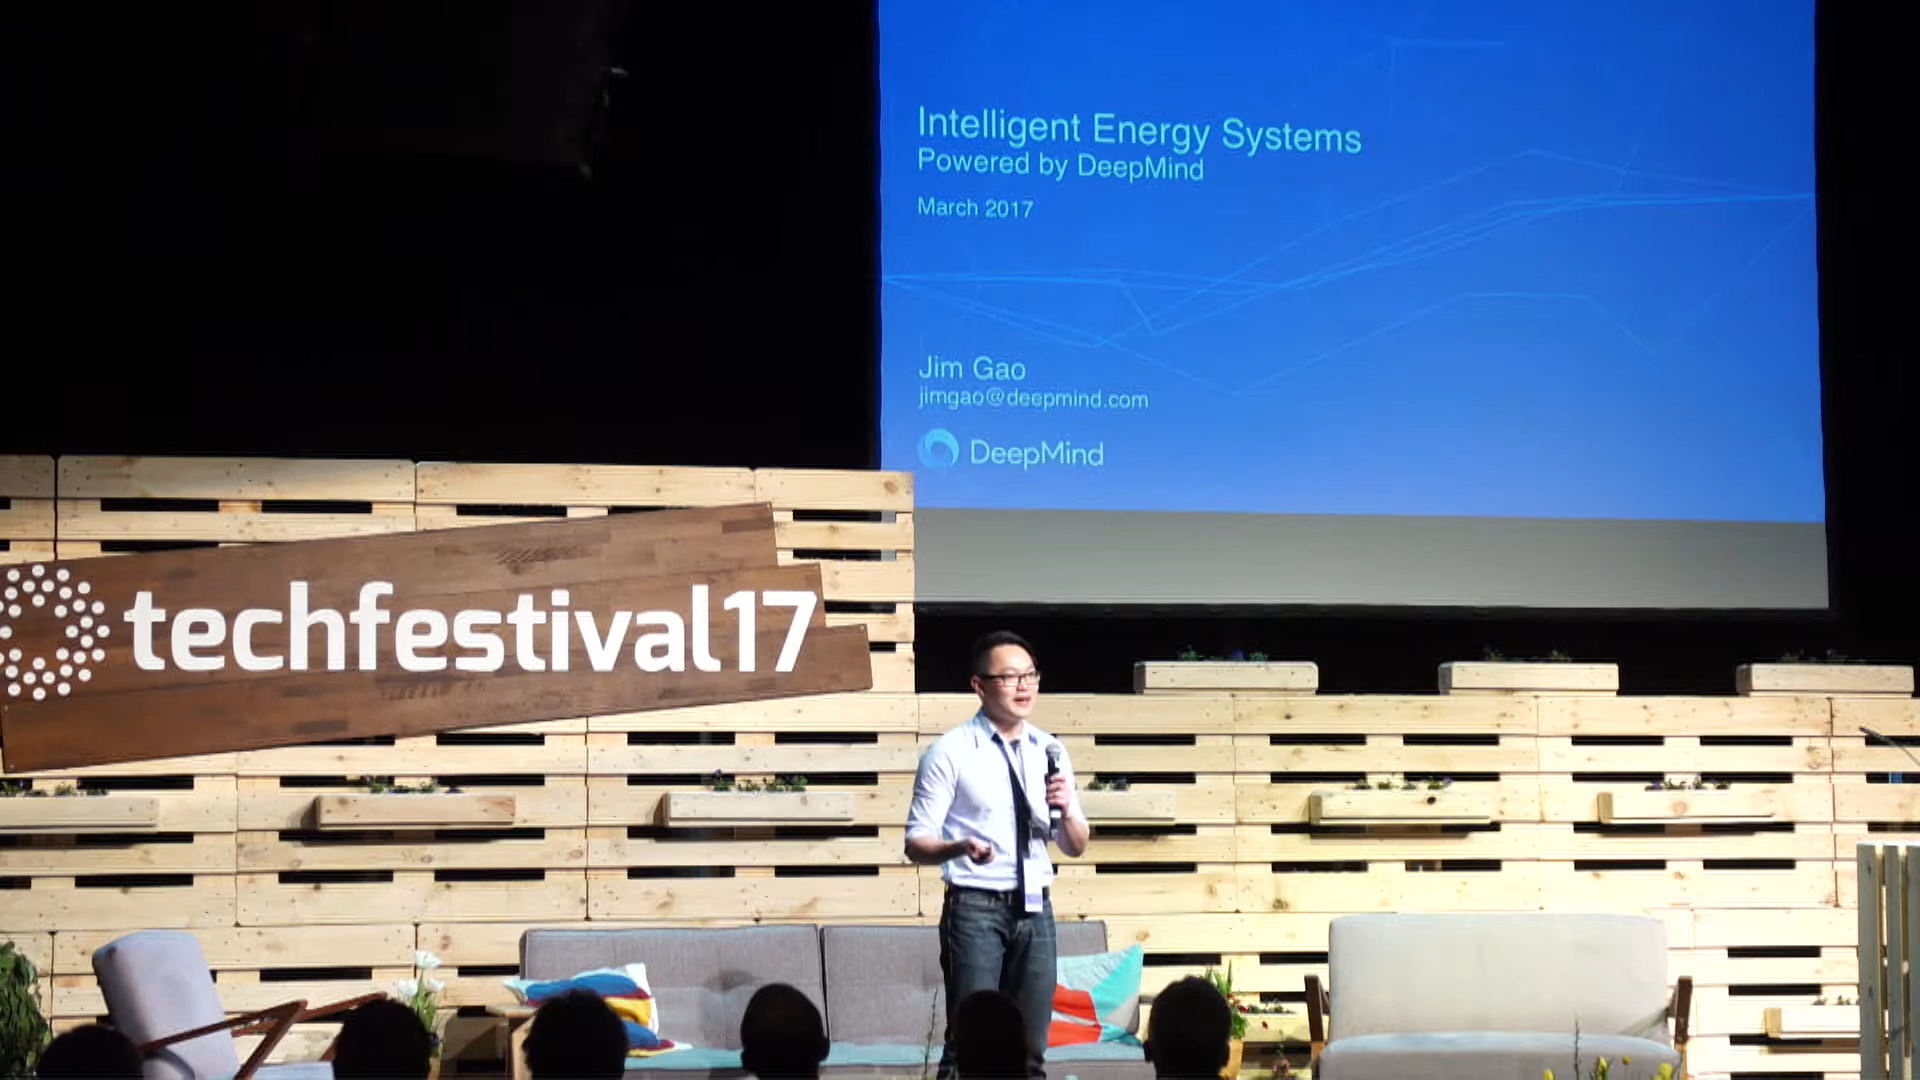 Intelligent Energy Systems
Powered by DeepMind
March 2017
Jim Gao
jimgao@deepmind.com
DeepMind
techfestival17